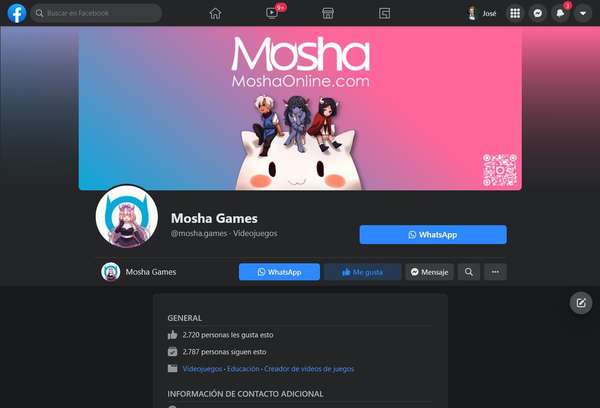 Buscar en Facebook
9+
José
3
Mosha
MoshaOnline.com
Mosha Games
@mosha.games · Videojuegos
WhatsApp
Mosha Games
WhatsApp
Me gusta
Mensaje
GENERAL
2.720 personas les gusta esto
2.787 personas siguen esto
Videojuegos · Educación · Creador de videos de juegos
INFORMACIÓN DE CONTACTO ADICIONAL